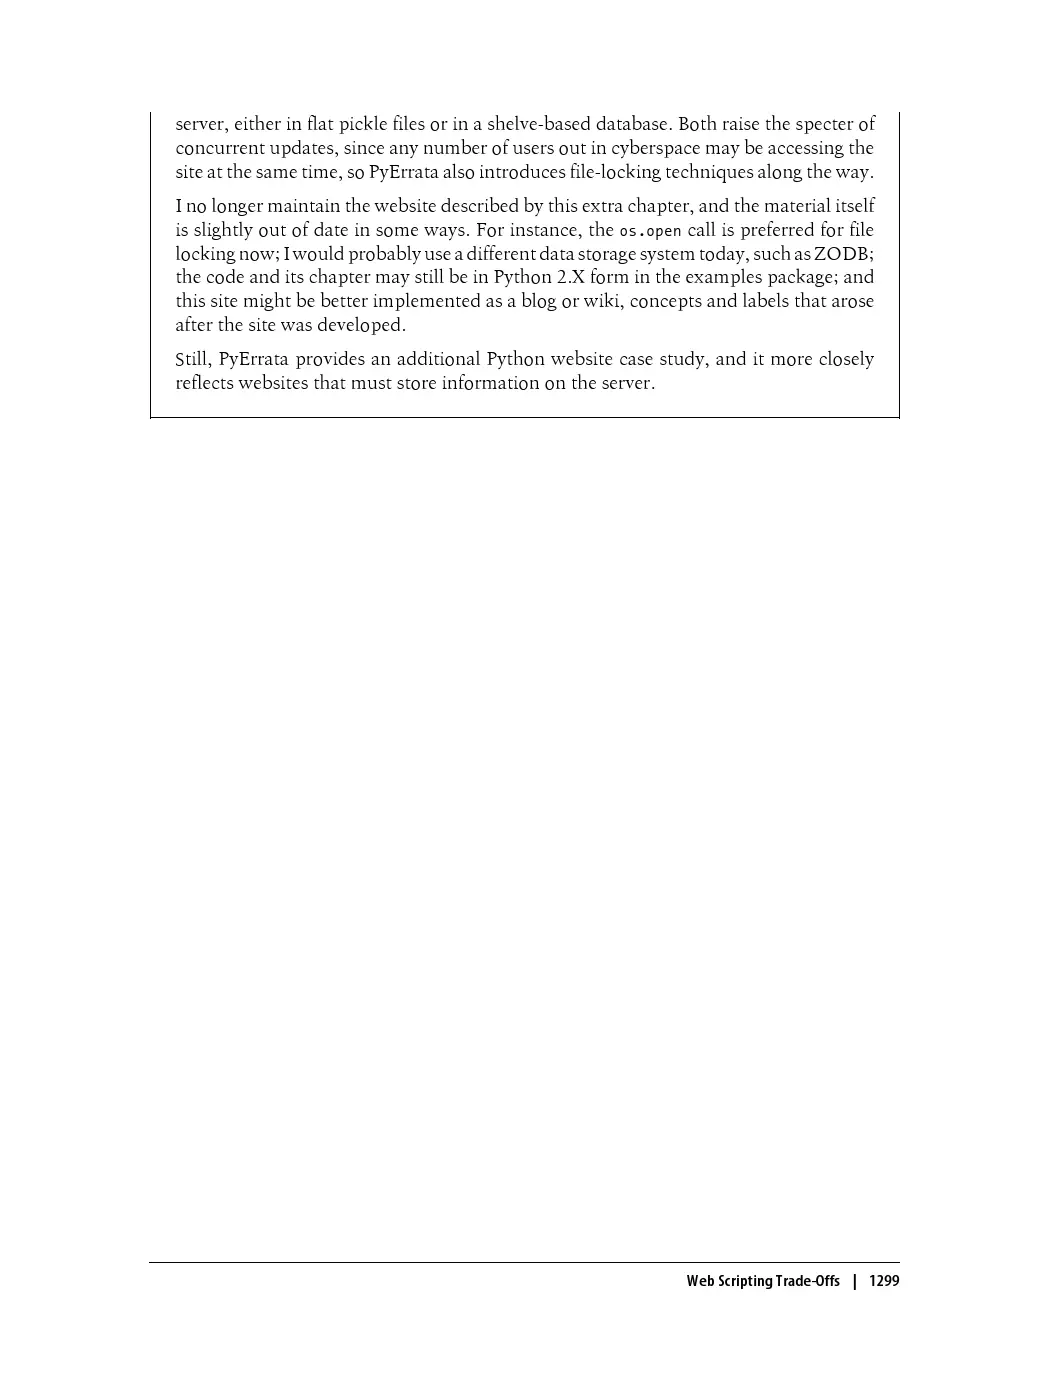 server, either in flat pickle files or in a shelve-based database. Both raise the specter of
concurrent updates, since any number of users out in cyberspace may be accessing the
site at the same time, so PyErrata also introduces file-locking techniques along the way.
I no longer maintain the website described by this extra chapter, and the material itself
is slightly out of date in some ways. For instance, the os.open call is preferred for file
locking now; I would probably use a different data storage system today, such as ZODB;
the code and its chapter may still be in Python 2.X form in the examples package; and
this site might be better implemented as a blog or wiki, concepts and labels that arose
after the site was developed.
Still, PyErrata provides an additional Python website case study, and it more closely
reflects websites that must store information on the server.
Web Scripting Trade-Offs | 1299